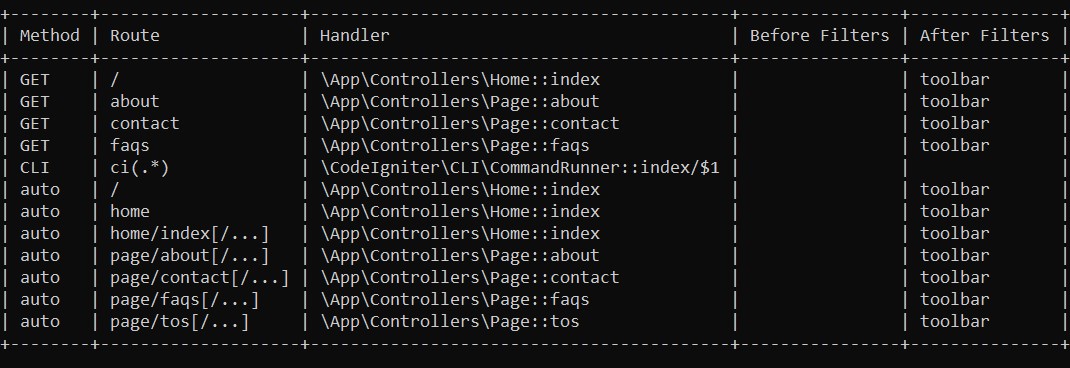 +--------+--------------------+------------------------------------------+----------------+---------------+
| Method | Route              | Handler                                  | Before Filters | After Filters |
+--------+--------------------+------------------------------------------+----------------+---------------+
| GET    | /                  | \App\Controllers\Home::index             |                | toolbar       |
| GET    | about              | \App\Controllers\Page::about             |                | toolbar       |
| GET    | contact            | \App\Controllers\Page::contact           |                | toolbar       |
| GET    | faqs               | \App\Controllers\Page::faqs              |                | toolbar       |
| CLI    | ci(.*)             | \CodeIgniter\CLI\CommandRunner::index/$1 |                |               |
| auto   | /                  | \App\Controllers\Home::index             |                | toolbar       |
| auto   | home               | \App\Controllers\Home::index             |                | toolbar       |
| auto   | home/index[/...]   | \App\Controllers\Home::index             |                | toolbar       |
| auto   | page/about[/...]   | \App\Controllers\Page::about             |                | toolbar       |
| auto   | page/contact[/...] | \App\Controllers\Page::contact           |                | toolbar       |
| auto   | page/faqs[/...]    | \App\Controllers\Page::faqs              |                | toolbar       |
| auto   | page/tos[/...]     | \App\Controllers\Page::tos               |                | toolbar       |
+--------+--------------------+------------------------------------------+----------------+---------------+